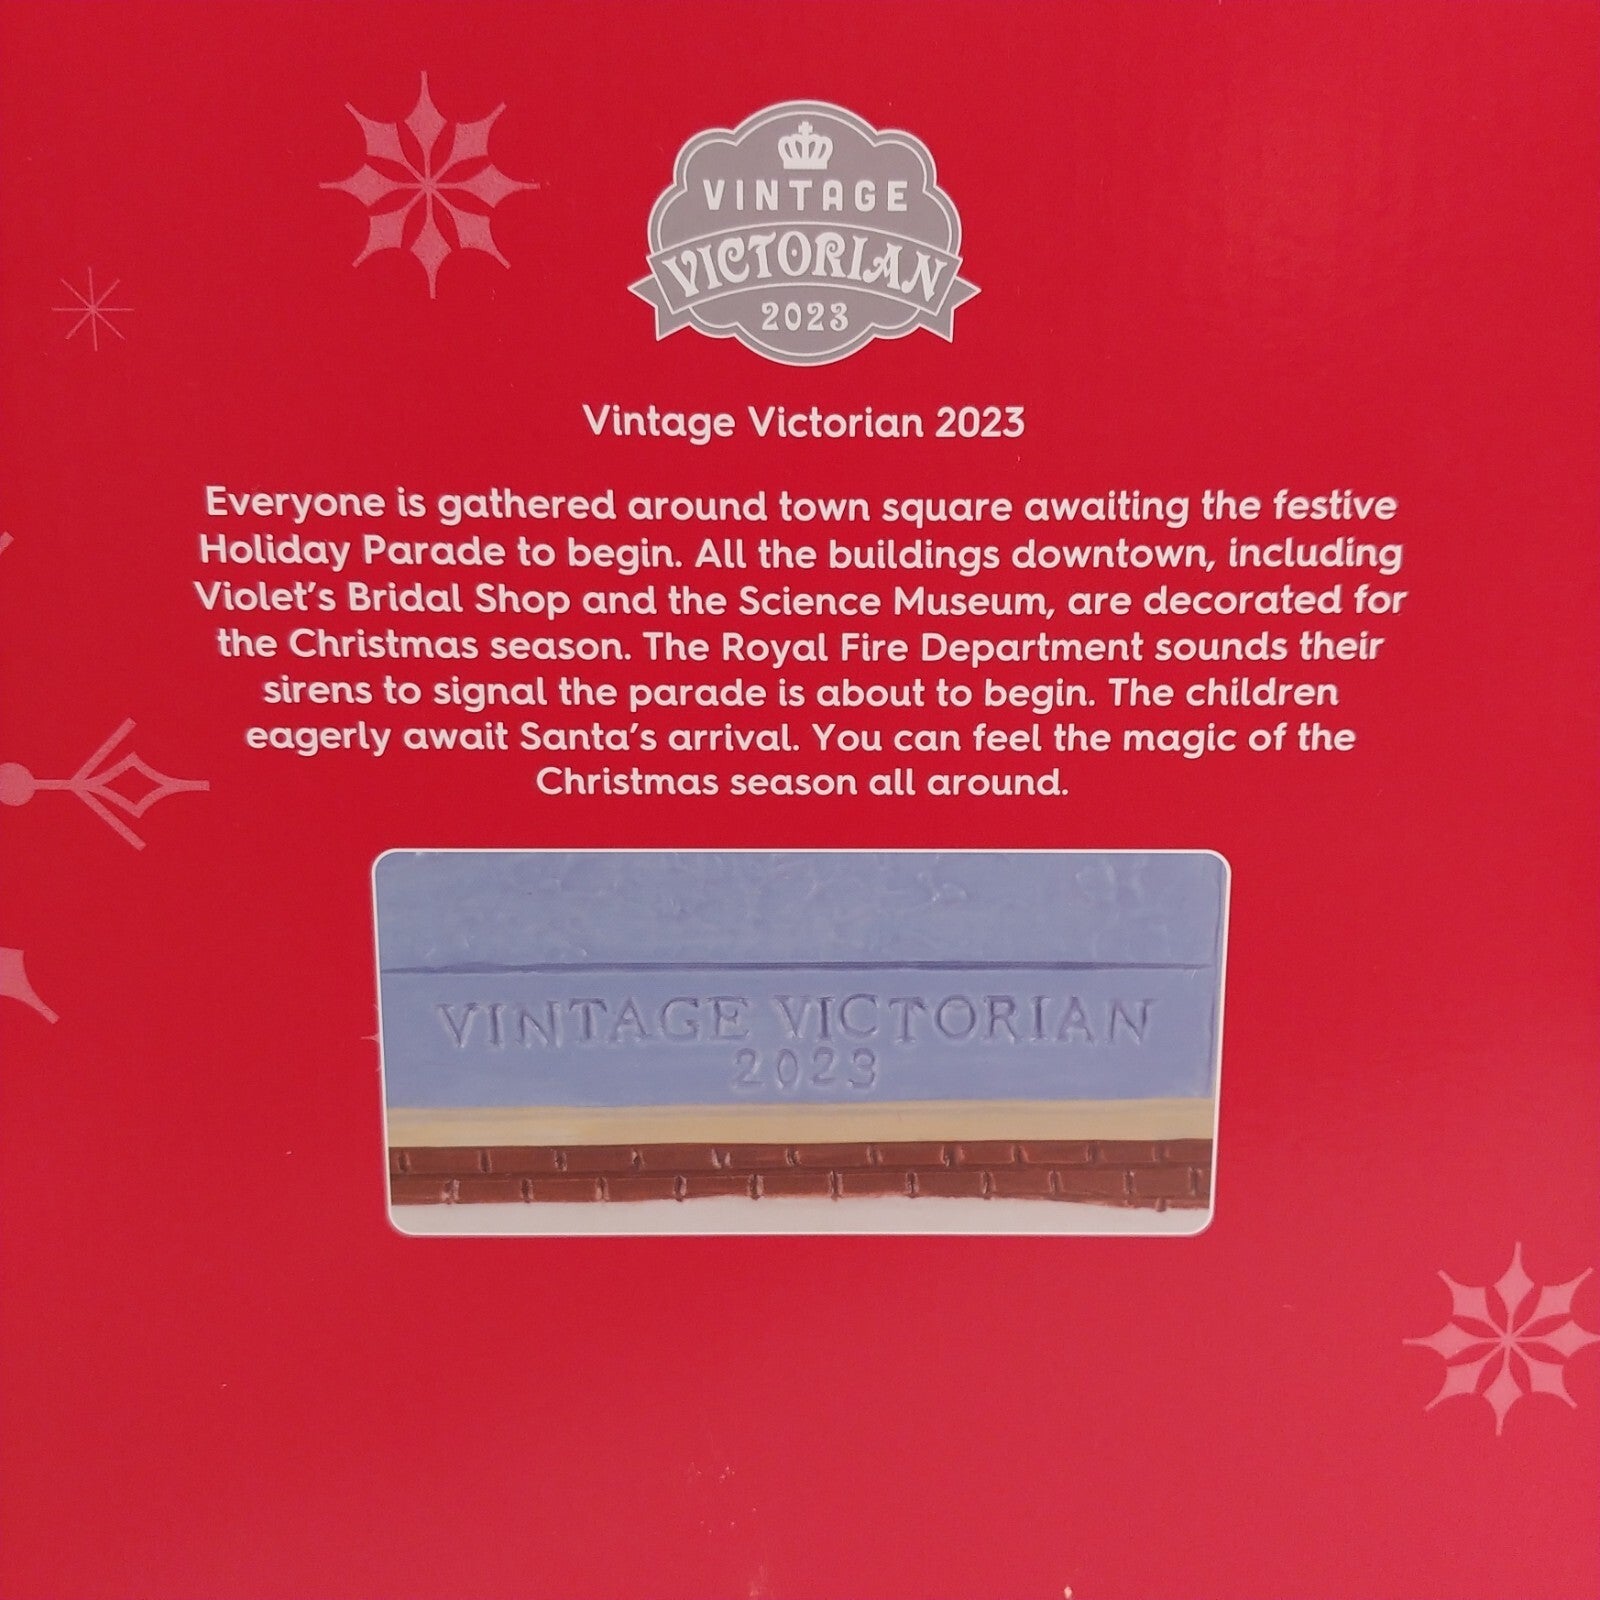 VINTAGE
VICTORIAN
2023
Vintage Victorian 2023
Everyone is gathered around town square awaiting the festive
Holiday Parade to begin. All the buildings downtown, including
Violet's Bridal Shop and the Science Museum, are decorated for
the Christmas season. The Royal Fire Department sounds their
sirens to signal the parade is about to begin. The children
eagerly await Santa's arrival. You can feel the magic of the
Christmas season all around.
VINTAGE VICTORIAN
2023